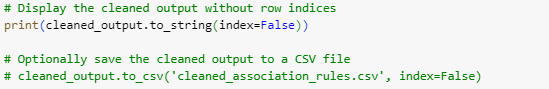 # Display the cleaned output without row indices
print(cleaned_output.to_string(index=False))
# Optionally save the cleaned output to a CSV file
# cleaned_output.to_csv('cleaned_association_rules.csv', index=False)